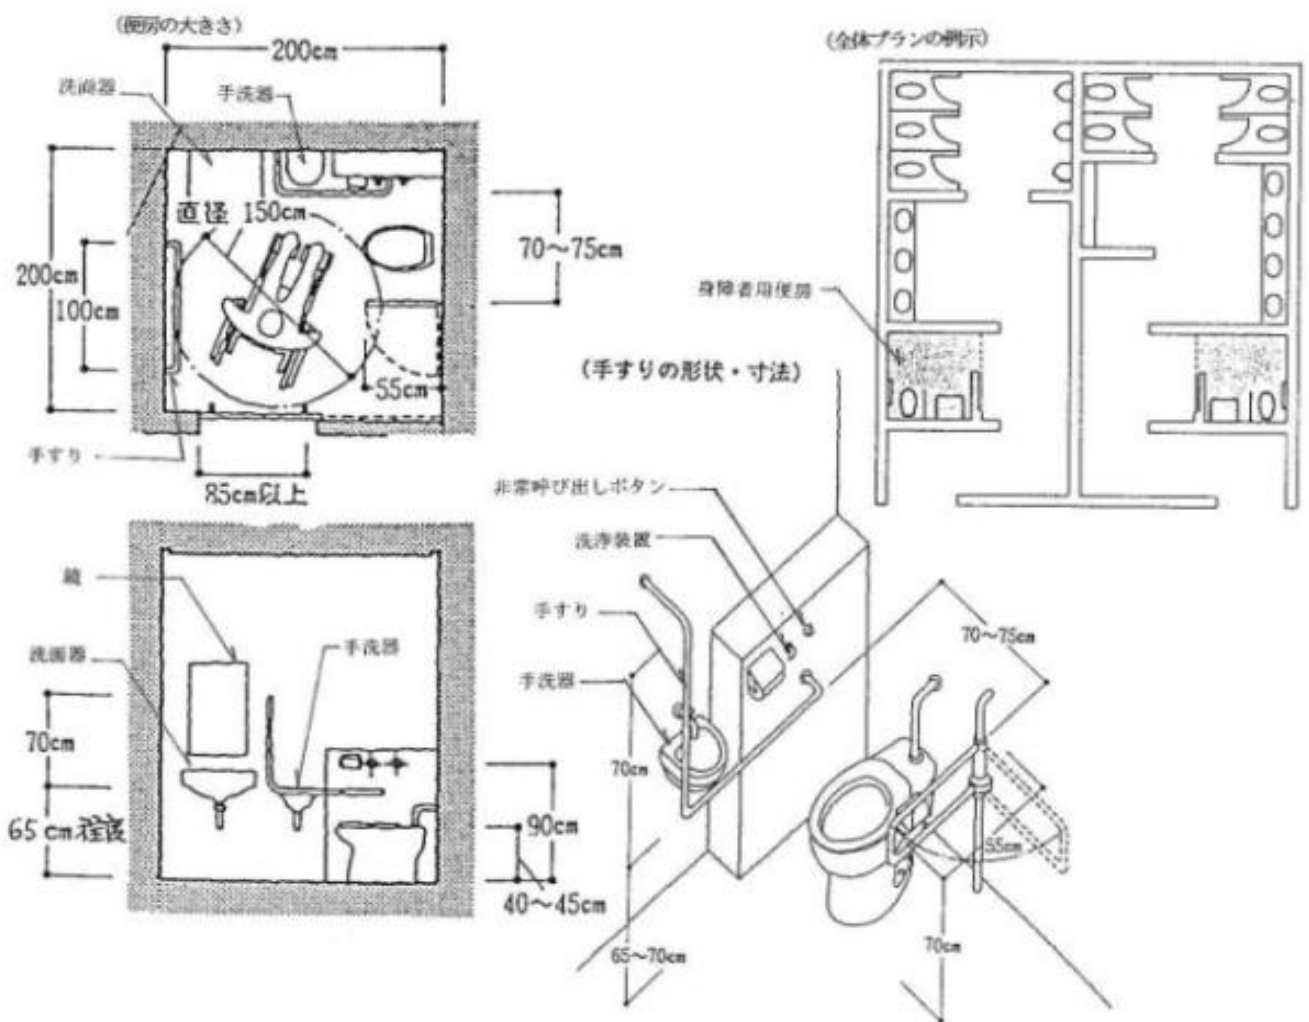 (便房の大きさ)
200cm
洗面器
手洗器
直径 150cm
200cm
100cm
70〜75cm
55cm
手すり
85cm以上
(全体プランの例示)
身障者用便房
(手すりの形状・寸法)
非常呼び出しボタン
洗浄装置
手すり
手洗器
70cm
65〜70cm
70〜75cm
55cm
70cm
鏡
洗面器
手洗器
70cm
65cm程度
90cm
40〜45cm